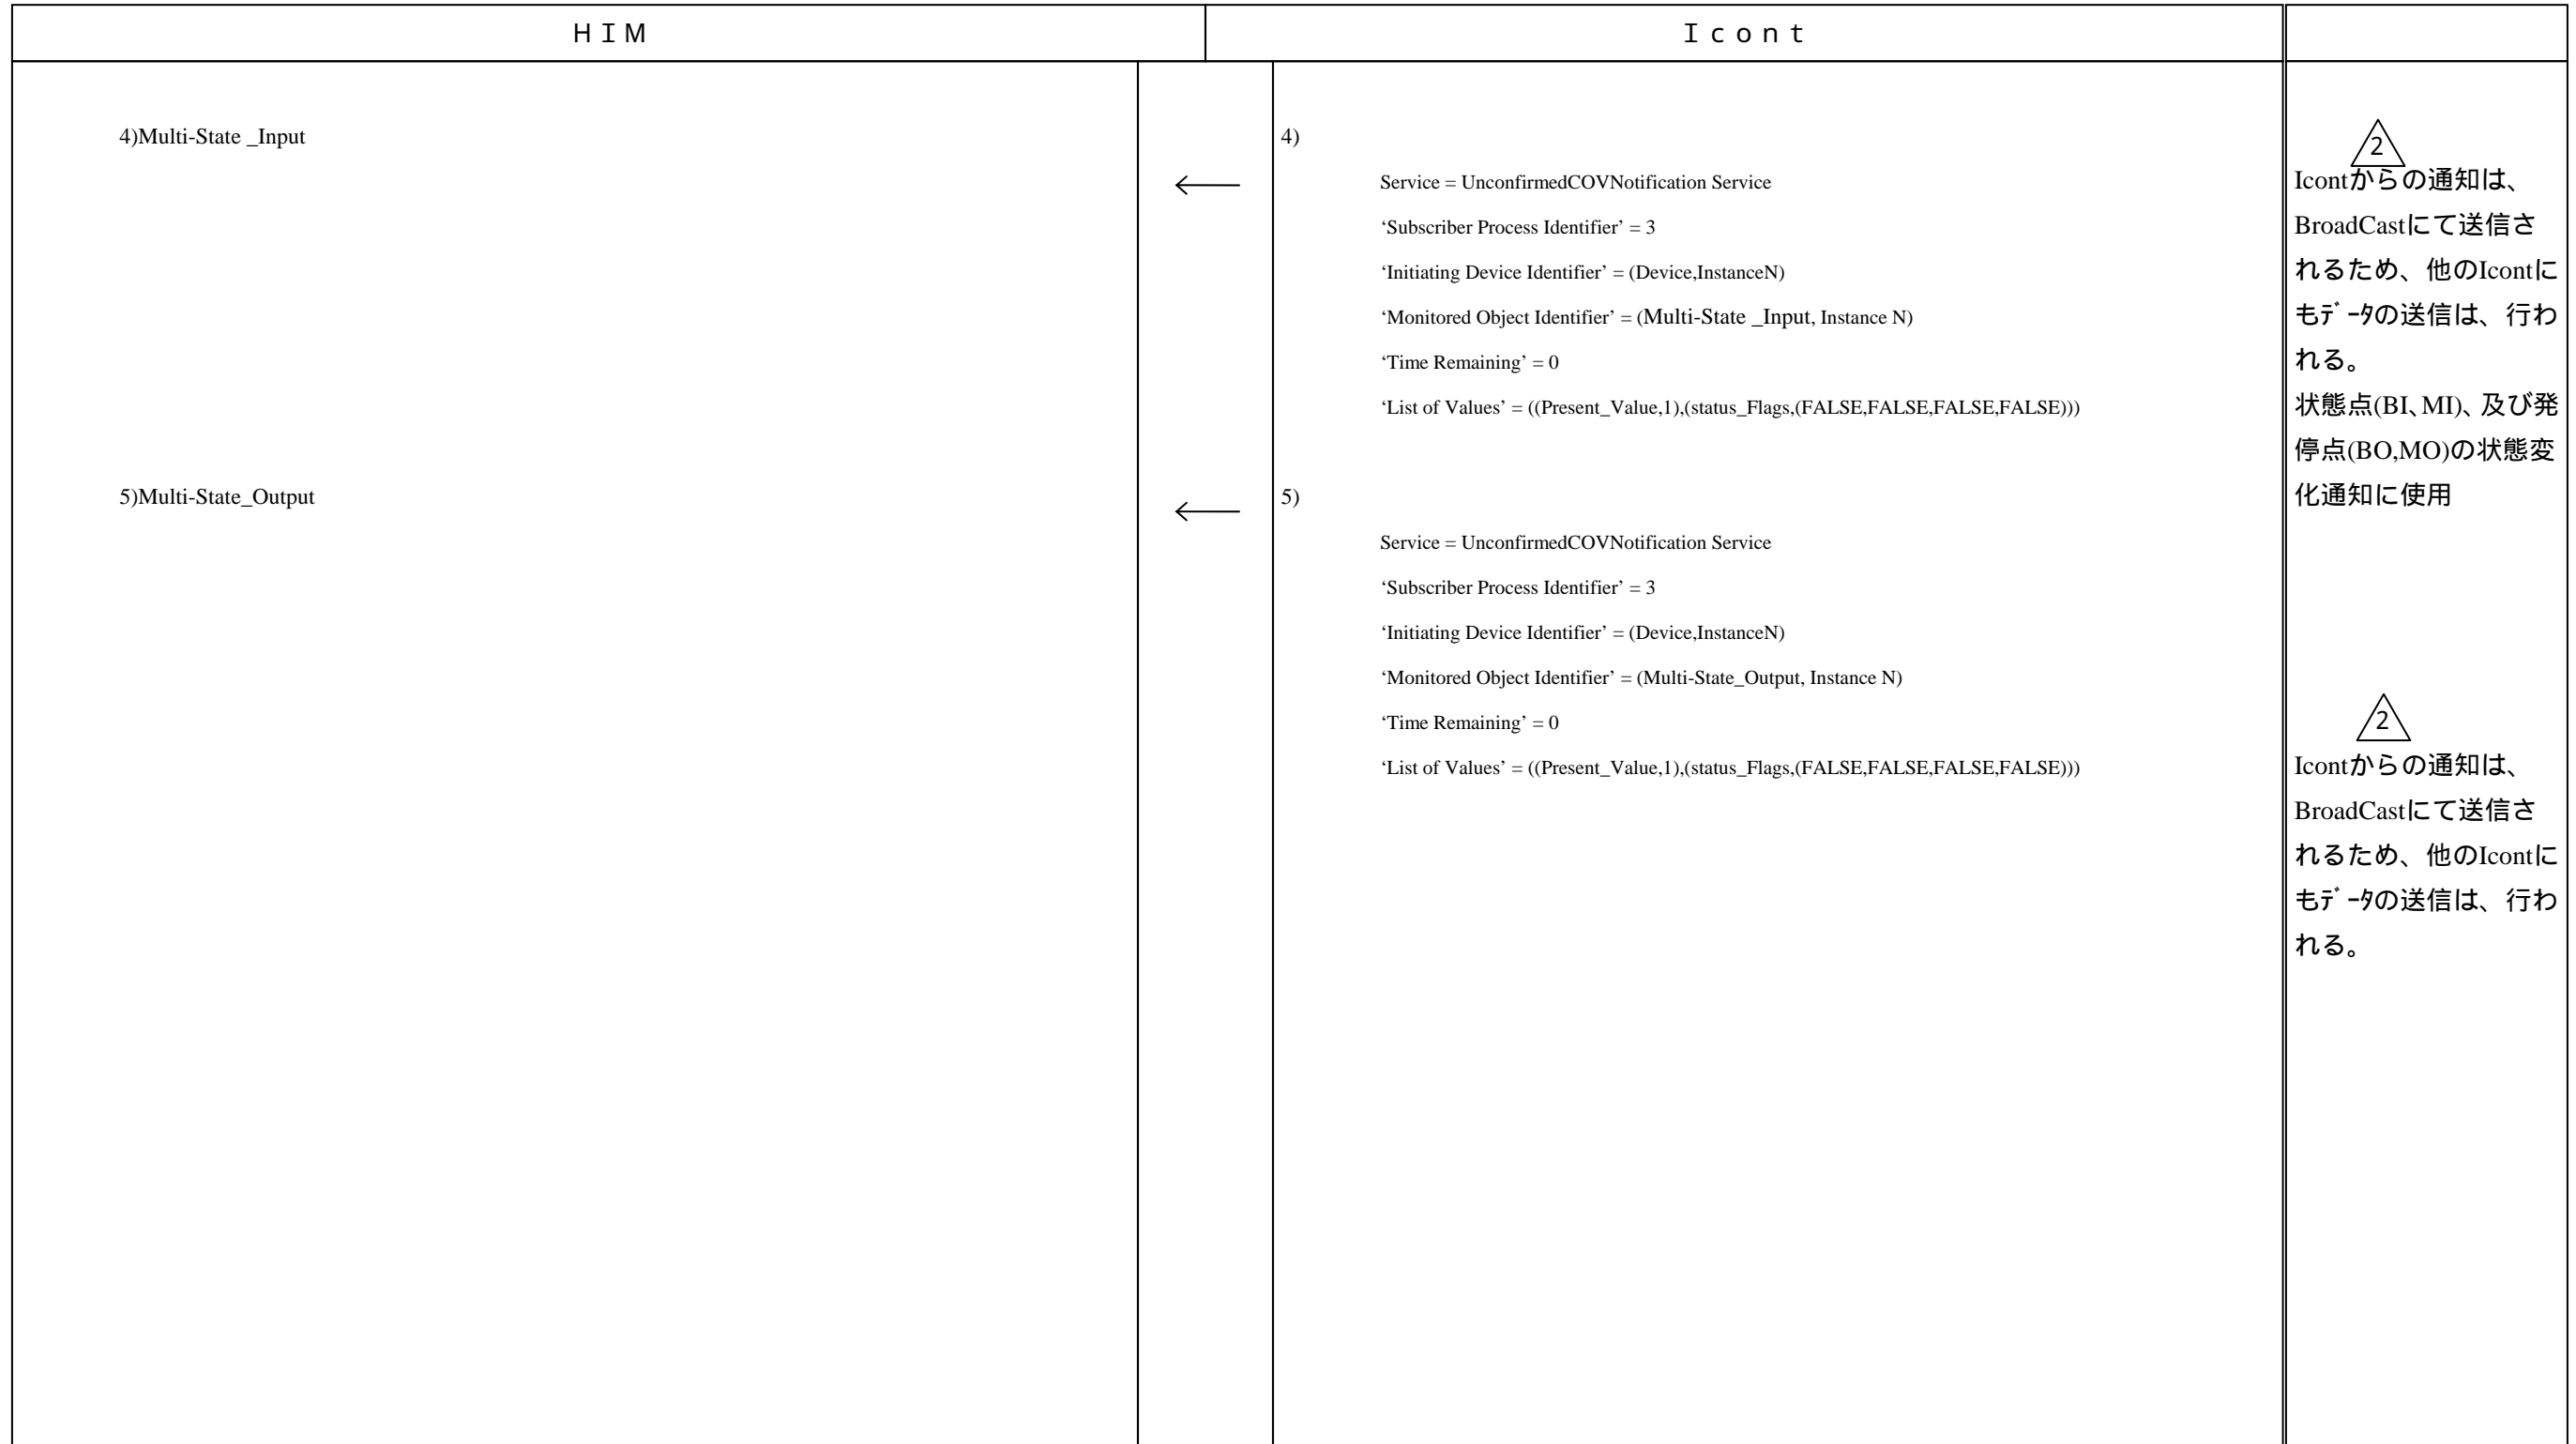 ＨＩＭ
Ｉｃｏｎｔ
4)Multi-State _Input
4)
Service = UnconfirmedCOVNotification Service
‘Subscriber Process Identifier’ = 3
‘Initiating Device Identifier’ = (Device,InstanceN)
‘Monitored Object Identifier’ = (Multi-State _Input, Instance N)
‘Time Remaining’ = 0
‘List of Values’ = ((Present_Value,1),(status_Flags,(FALSE,FALSE,FALSE,FALSE)))
2
Icontからの通知は、
BroadCastにて送信さ
れるため、他のIcontに
もﾃﾞｰﾀの送信は、行わ
れる。
状態点(BI、MI)、及び発
停点(BO,MO)の状態変
化通知に使用
5)Multi-State_Output
5)
Service = UnconfirmedCOVNotification Service
‘Subscriber Process Identifier’ = 3
‘Initiating Device Identifier’ = (Device,InstanceN)
‘Monitored Object Identifier’ = (Multi-State_Output, Instance N)
‘Time Remaining’ = 0
‘List of Values’ = ((Present_Value,1),(status_Flags,(FALSE,FALSE,FALSE,FALSE)))
2
Icontからの通知は、
BroadCastにて送信さ
れるため、他のIcontに
もﾃﾞｰﾀの送信は、行わ
れる。